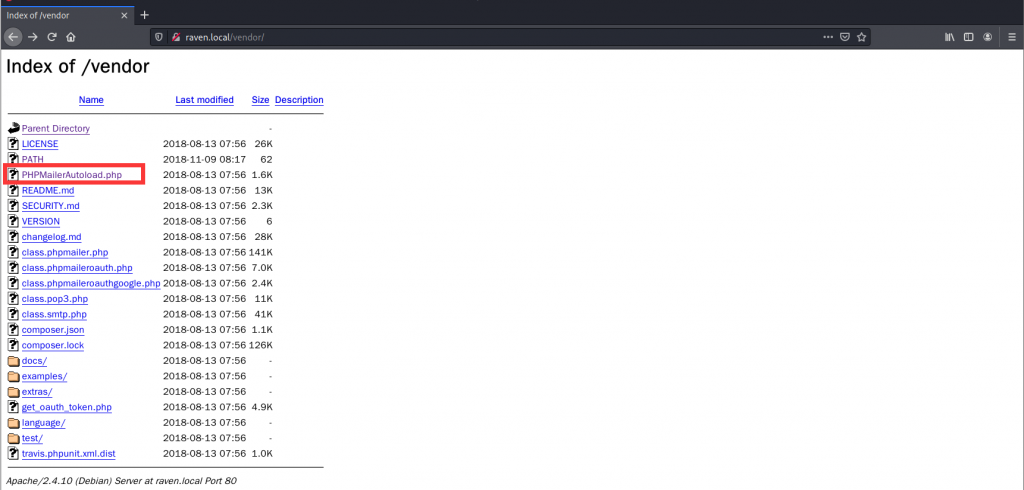 Index of /vendor
raven.local/vendor/
Index of /vendor
Name Last modified Size Description
Parent Directory -
LICENSE 2018-08-13 07:56 26K
PATH 2018-11-09 08:17 62
PHPMailerAutoload.php 2018-08-13 07:56 1.6K
README.md 2018-08-13 07:56 13K
SECURITY.md 2018-08-13 07:56 2.3K
VERSION 2018-08-13 07:56 6
changelog.md 2018-08-13 07:56 28K
class.phpmailer.php 2018-08-13 07:56 141K
class.phpmaileroauth.php 2018-08-13 07:56 7.0K
class.phpmaileroauthgoogle.php 2018-08-13 07:56 2.4K
class.pop3.php 2018-08-13 07:56 11K
class.smtp.php 2018-08-13 07:56 41K
composer.json 2018-08-13 07:56 1.1K
composer.lock 2018-08-13 07:56 126K
docs/ 2018-08-13 07:56 -
examples/ 2018-08-13 07:56 -
extras/ 2018-08-13 07:56 -
get_oauth_token.php 2018-08-13 07:56 4.9K
language/ 2018-08-13 07:56 -
test/ 2018-08-13 07:56 -
travis.phpunit.xml.dist 2018-08-13 07:56 1.0K
Apache/2.4.10 (Debian) Server at raven.local Port 80